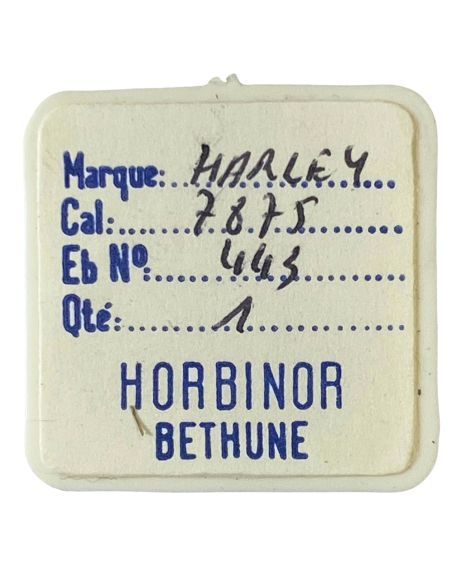 Marque: HARLEY
Cal: 7875
Eb Nº: 443
Qté: 1
HORBINOR
BETHUNE